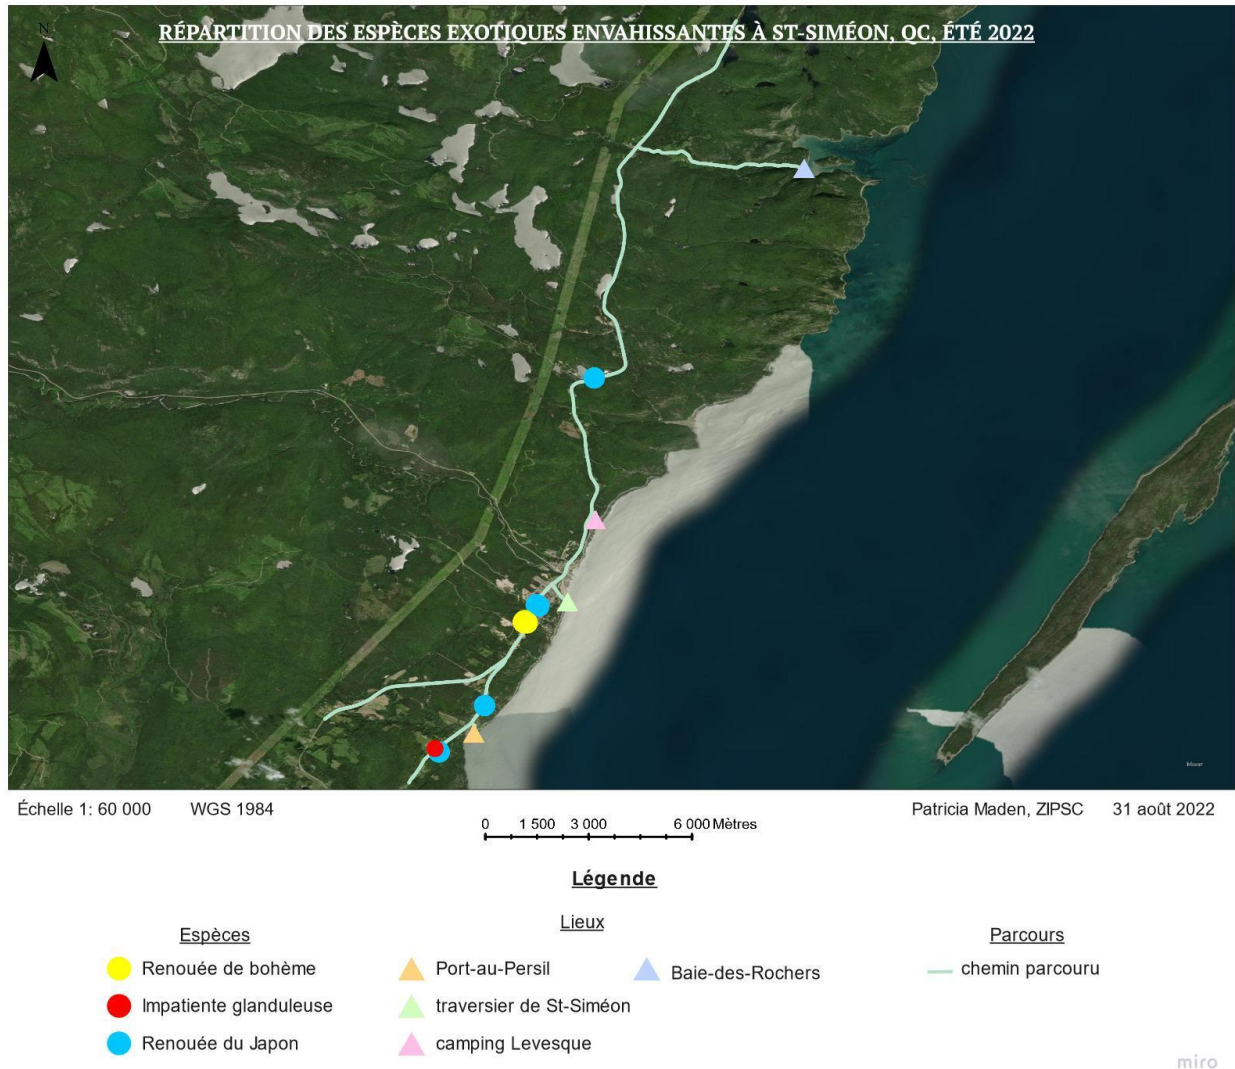 RÉPARTITION DES ESPÈCES EXOTIQUES ENVAHISSANTES À ST-SIMÉON, QC, ÉTÉ 2022
N
Échelle 1: 60 000 WGS 1984 Patricia Maden, ZIPSC 31 août 2022
0 1 500 3 000 6 000 Mètres
Légende
Espèces Lieux Parcours
Renouée de bohème Port-au-Persil Baie-des-Rochers chemin parcouru
Impatiente glanduleuse traversier de St-Siméon
Renouée du Japon camping Levesque
miro